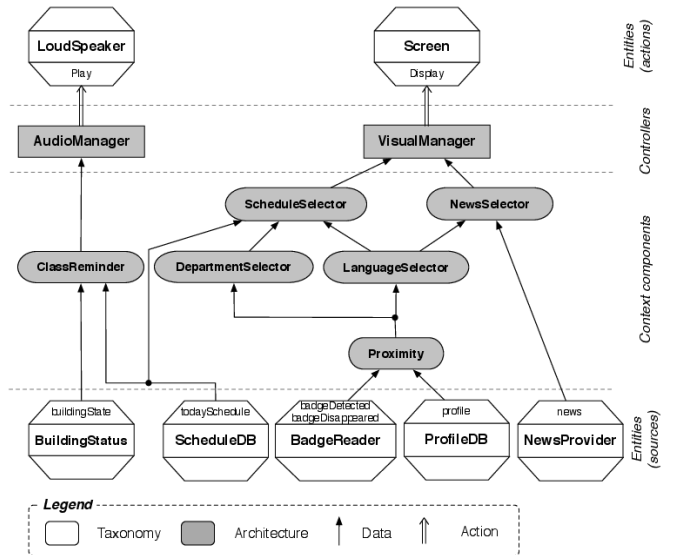 LoudSpeaker
Play
Screen
Display
Entities
(actions)
AudioManager
VisualManager
Controllers
ScheduleSelector
NewsSelector
ClassReminder
DepartmentSelector
LanguageSelector
Proximity
Context components
buildingState
BuildingStatus
todaySchedule
ScheduleDB
badgeDetected
badgeDisappeared
BadgeReader
profile
ProfileDB
news
NewsProvider
Entities
(sources)
Legend
Taxonomy
Architecture
Data
Action